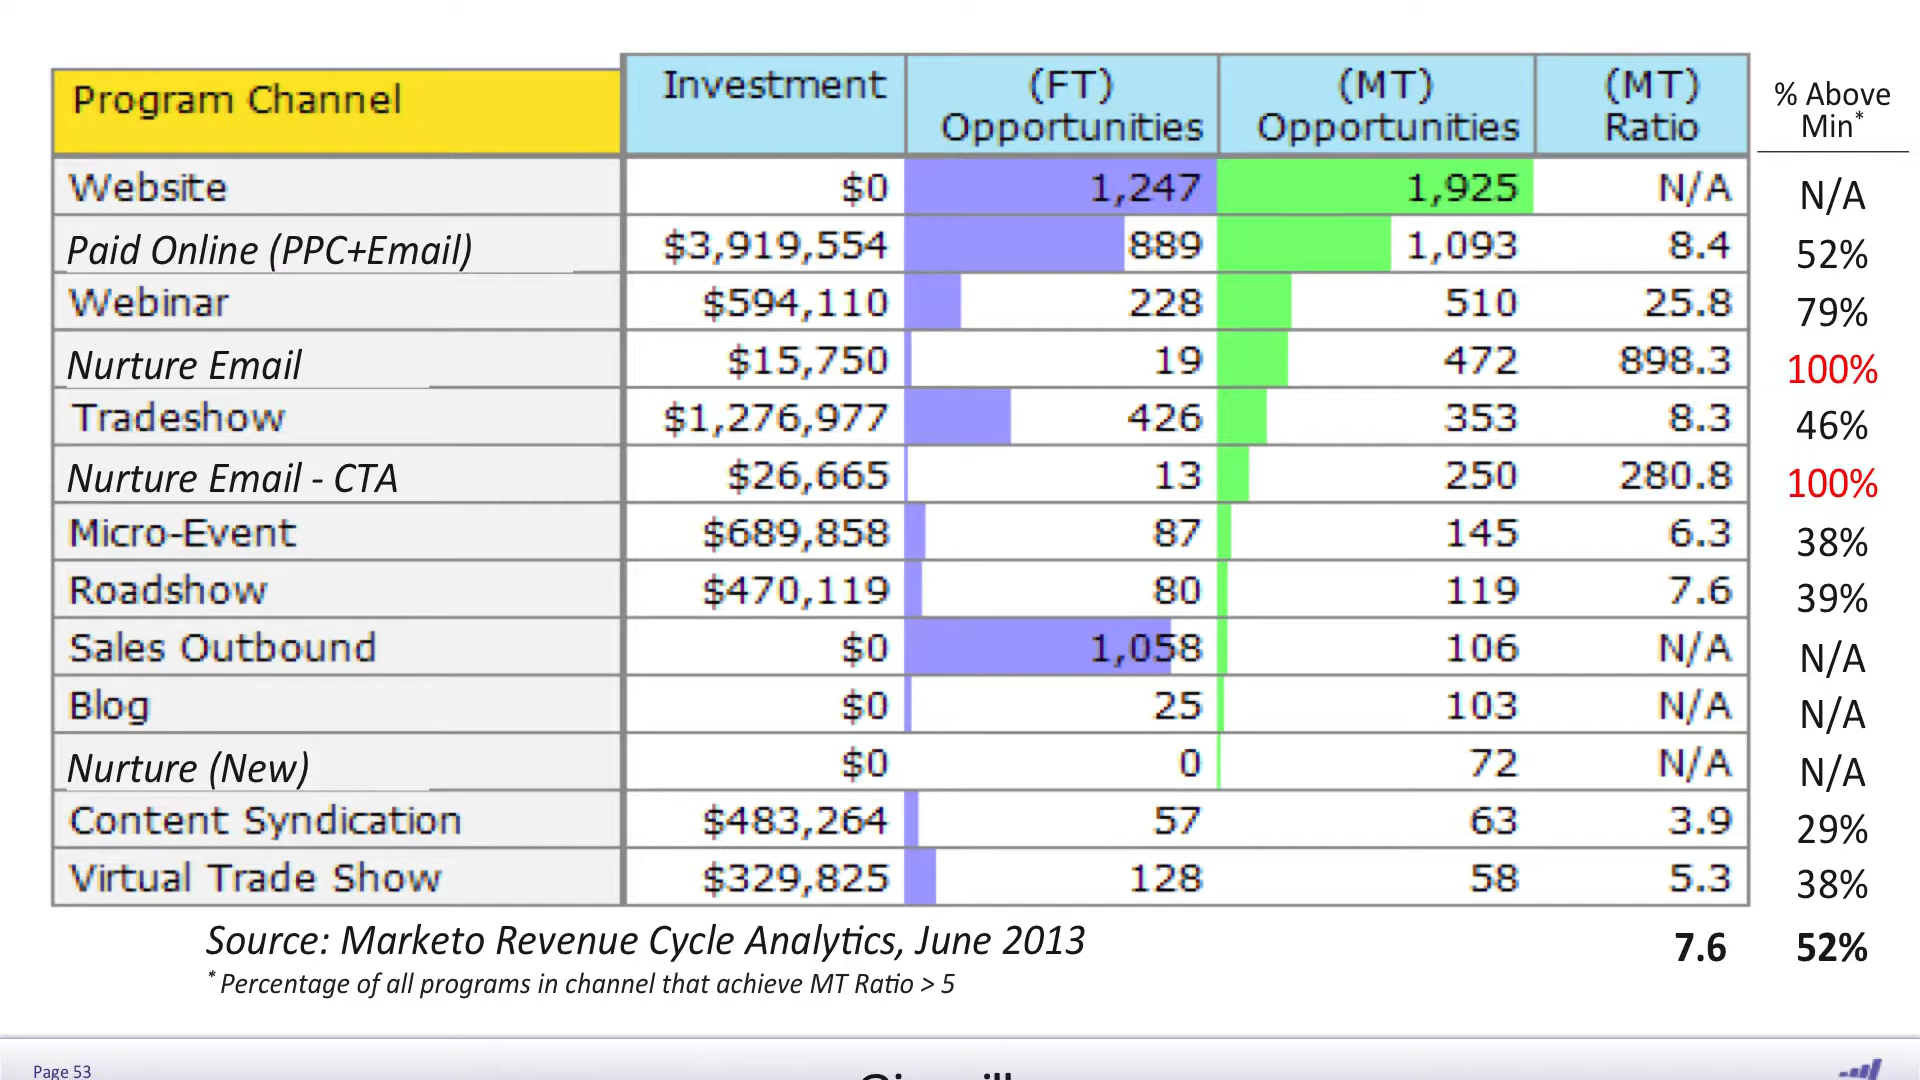 Program Channel Investment (FT) Opportunities (MT) Opportunities (MT) Ratio % Above Min*
Website $0 1,247 1,925 N/A N/A
Paid Online (PPC+Email) $3,919,554 889 1,093 8.4 52%
Webinar $594,110 228 510 25.8 79%
Nurture Email $15,750 19 472 898.3 100%
Tradeshow $1,276,977 426 353 8.3 46%
Nurture Email - CTA $26,665 13 250 280.8 100%
Micro-Event $689,858 87 145 6.3 38%
Roadshow $470,119 80 119 7.6 39%
Sales Outbound $0 1,058 106 N/A N/A
Blog $0 25 103 N/A N/A
Nurture (New) $0 0 72 N/A N/A
Content Syndication $483,264 57 63 3.9 29%
Virtual Trade Show $329,825 128 58 5.3 38%
Source: Marketo Revenue Cycle Analytics, June 2013 7.6 52%
* Percentage of all programs in channel that achieve MT Ratio > 5
Page 53